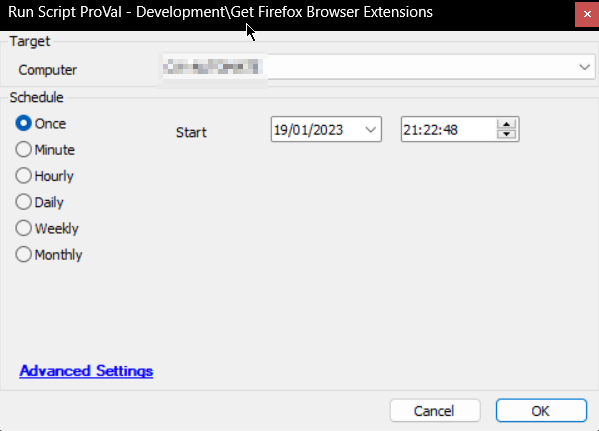 Run Script ProVal - Development\Get Firefox Browser Extensions
Target
Computer
Schedule
Once
Start
19/01/2023
21:22:48
Minute
Hourly
Daily
Weekly
Monthly
Advanced Settings
Cancel
OK